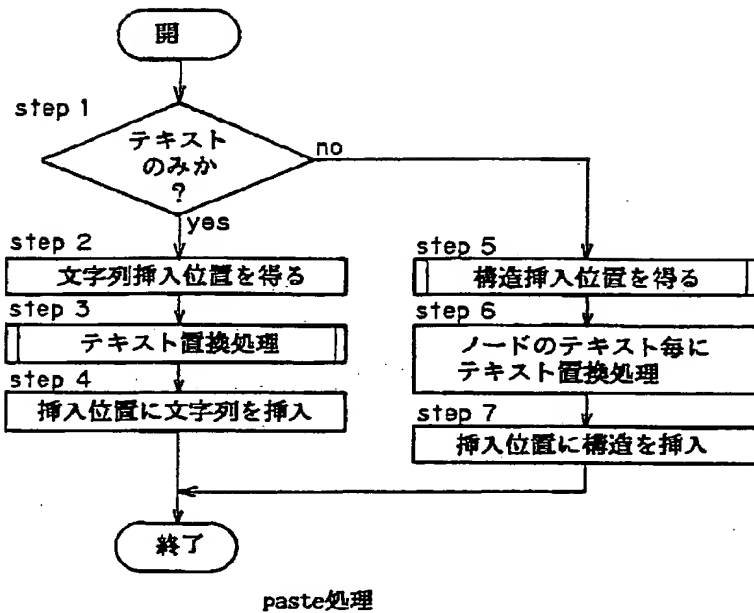 開
step 1
テキスト
のみか
?
no
yes
step 2
文字列挿入位置を得る
step 3
テキスト置換処理
step 4
挿入位置に文字列を挿入
step 5
構造挿入位置を得る
step 6
ノードのテキスト毎に
テキスト置換処理
step 7
挿入位置に構造を挿入
終了
paste処理